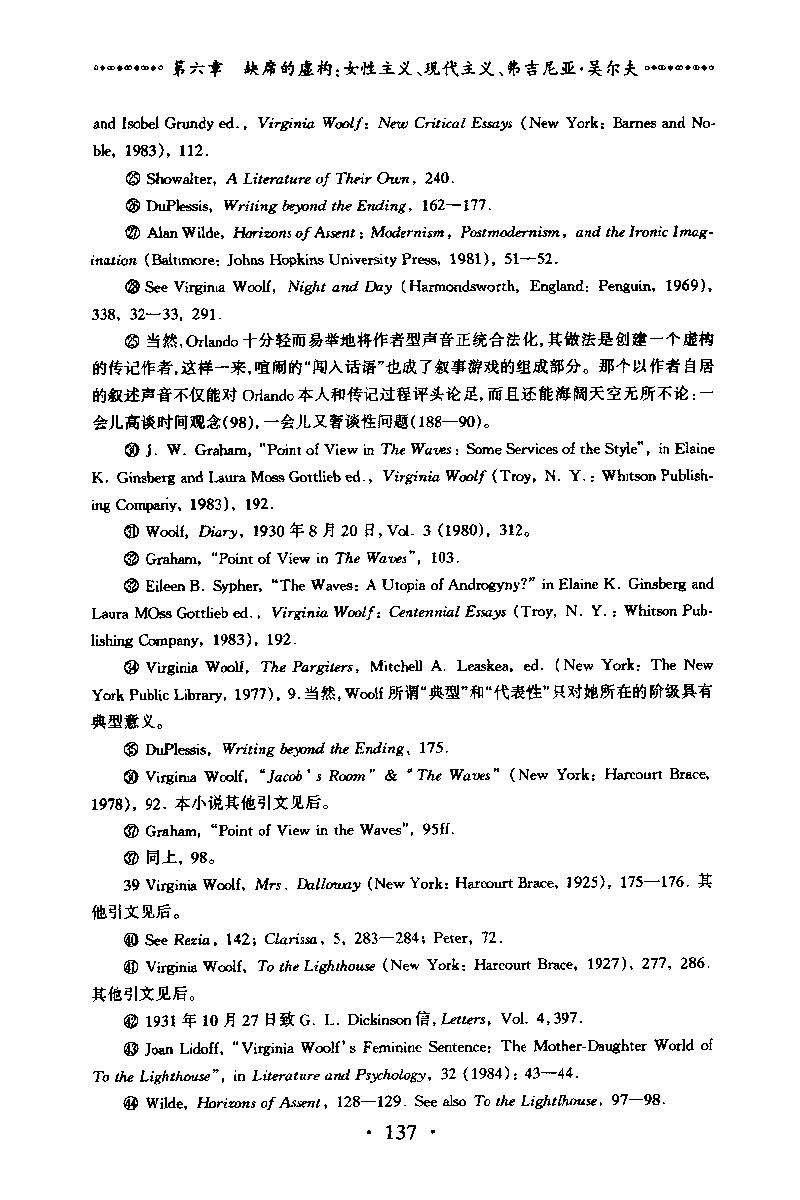 第六章 缺席的虚构:女性主义、现代主义、弗吉尼亚·吴尔夫
and Isobel Grundy ed., Virginia Woolf: New Critical Essays (New York: Barnes and No-
ble, 1983), 112.
㉕ Showalter, A Literature of Their Own, 240.
㉖ DuPlessis, Writing beyond the Ending, 162—177.
㉗ Alan Wilde, Horizons of Assent; Modernism, Postmodernism, and the Ironic Imag-
ination (Baltimore: Johns Hopkins University Press, 1981), 51—52.
㉘ See Virginia Woolf, Night and Day (Harmondsworth, England: Penguin, 1969),
338, 32—33, 291.
㉙ 当然,Orlando 十分轻而易举地将作者型声音正统合法化,其做法是创建一个虚构
的传记作者,这样一来,喧闹的“闯入话语”也成了叙事游戏的组成部分。那个以作者自居
的叙述声音不仅能对 Orlando 本人和传记过程评头论足,而且还能海阔天空无所不论:一
会儿高谈时间观念(98),一会儿又奢谈性问题(188—90)。
㉚ J. W. Graham, "Point of View in The Waves: Some Services of the Style", in Elaine
K. Ginsberg and Laura Moss Gottlieb ed., Virginia Woolf (Troy, N. Y.: Whitson Publish-
ing Company, 1983), 192.
㉛ Woolf, Diary, 1930 年 8 月 20 日,Vol. 3 (1980), 312。
㉜ Graham, “Point of View in The Waves”, 103.
㉝ Eileen B. Sypher, “The Waves: A Utopia of Androgyny?” in Elaine K. Ginsberg and
Laura MOss Gottlieb ed., Virginia Woolf: Centennial Essays (Troy, N. Y.: Whitson Pub-
lishing Company, 1983), 192.
㉞ Virginia Woolf, The Pargiters, Mitchell A. Leaskea, ed. (New York: The New
York Public Library, 1977), 9.当然,Woolf 所谓“典型”和“代表性”只对她所在的阶级具有
典型意义。
㉟ DuPlessis, Writing beyond the Ending, 175.
㊱ Virginia Woolf, “Jacob's Room” & “The Waves” (New York: Harcourt Brace,
1978), 92. 本小说其他引文见后。
㊲ Graham, “Point of View in the Waves”, 95ff.
㊲ 同上, 98。
39 Virginia Woolf, Mrs. Dalloway (New York: Harcourt Brace, 1925), 175—176. 其
他引文见后。
㊵ See Rezia, 142; Clarissa, 5, 283—284; Peter, 72.
㊶ Virginia Woolf, To the Lighthouse (New York: Harcourt Brace, 1927), 277, 286.
其他引文见后。
㊷ 1931 年 10 月 27 日致 G. L. Dickinson 信, Letters, Vol. 4,397.
㊸ Joan Lidoff, “Virginia Woolf's Feminine Sentence: The Mother-Daughter World of
To the Lighthouse”, in Literature and Psychology, 32 (1984): 43—44.
㊹ Wilde, Horizons of Assent, 128—129. See also To the Lightlhouse, 97—98.
· 137 ·